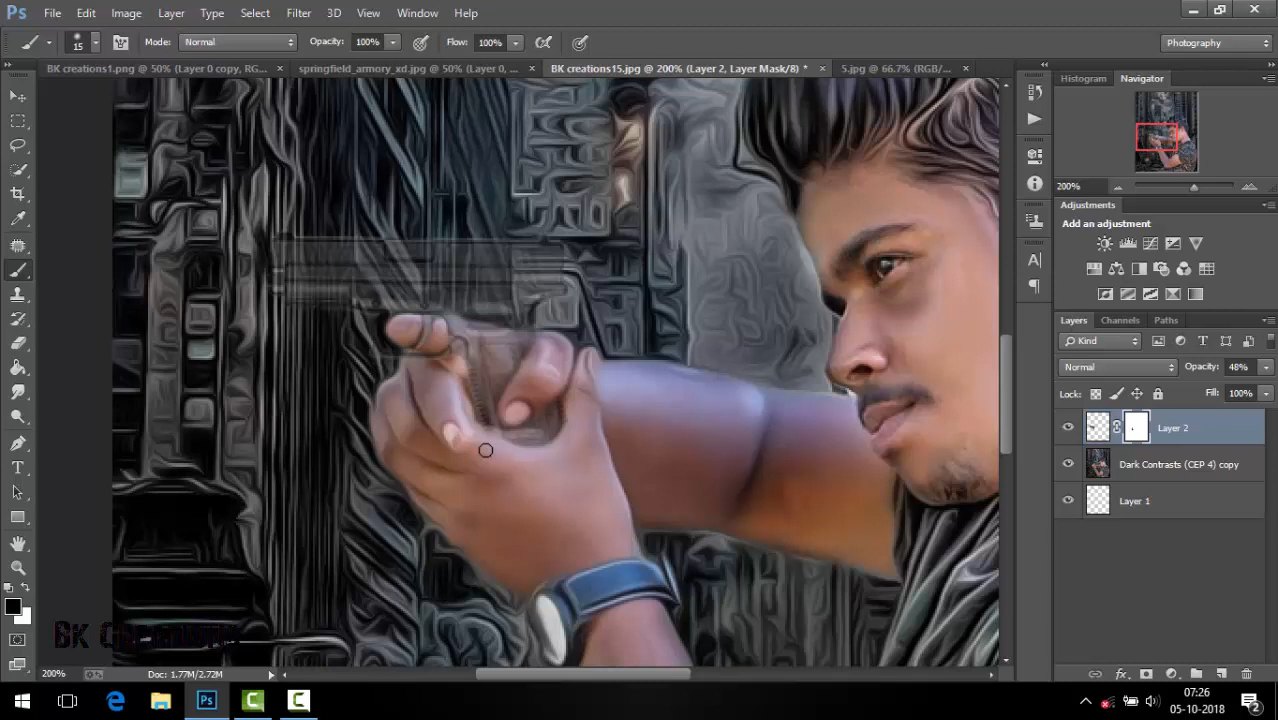 Ps File Edit Image Layer Type Select Filter 3D View Window Help
15 Mode: Normal Opacity: 100% Flow: 100% Photography
BK creations1.png @ 50% (Layer 0 copy, RG... × springfield_armory_xd.jpg @ 50% (Layer 0, ... × BK creations15.jpg @ 200% (Layer 2, Layer Mask/8) * × 5.jpg @ 66.7% (RGB/... ×
Histogram Navigator
200%
Adjustments
Add an adjustment
Layers Channels Paths
Kind
Normal Opacity: 48%
Lock: Fill: 100%
Layer 2
Dark Contrasts (CEP 4) copy
Layer 1
200% Doc: 1.77M/2.72M
07:26
05-10-2018
2